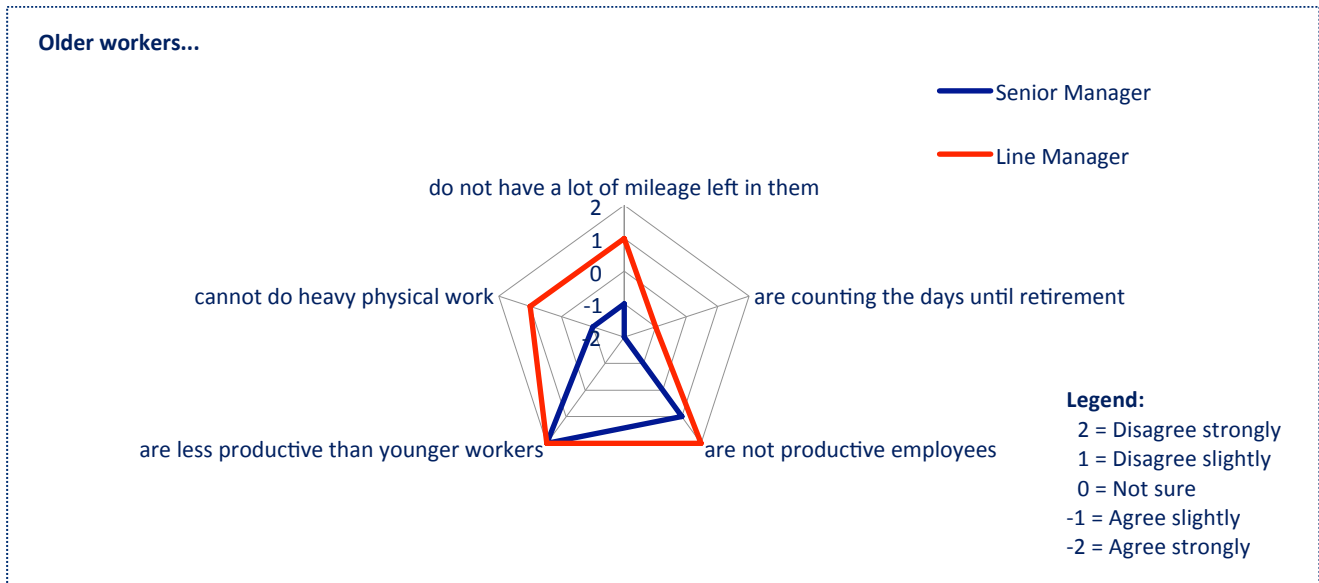 Older workers...
Senior Manager
Line Manager
do not have a lot of mileage left in them
2
1
0
-1
-2
cannot do heavy physical work
are counting the days until retirement
are less productive than younger workers
are not productive employees
Legend:
2 = Disagree strongly
1 = Disagree slightly
0 = Not sure
-1 = Agree slightly
-2 = Agree strongly